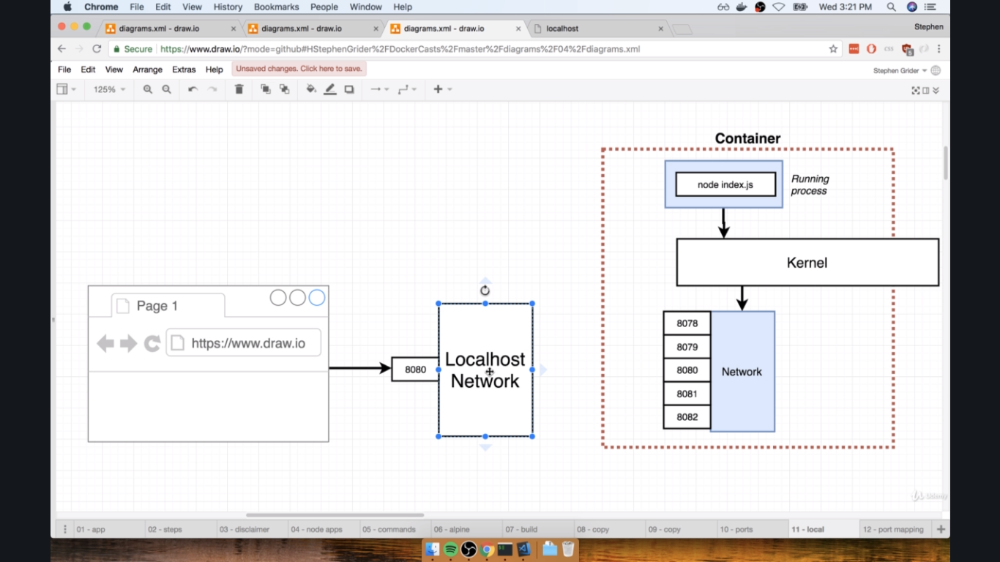 Chrome File Edit View History Bookmarks People Window Help Wed 3:21 PM
diagrams.xml - draw.io × diagrams.xml - draw.io × diagrams.xml - draw.io × localhost × Stephen
Secure https://www.draw.io/?mode=github#HStephenGrider%2FDockerCasts%2Fmaster%2Fdiagrams%2F04%2Fdiagrams.xml
File Edit View Arrange Extras Help Unsaved changes. Click here to save. Stephen Grider
125%
Container
node index.js
Running
process
Kernel
Page 1
https://www.draw.io
8080
Localhost
Network
8078
8079
8080
8081
8082
Network
Udemy
01 - app 02 - steps 03 - disclaimer 04 - node apps 05 - commands 06 - alpine 07 - build 08 - copy 09 - copy 10 - ports 11 - local 12 - port mapping